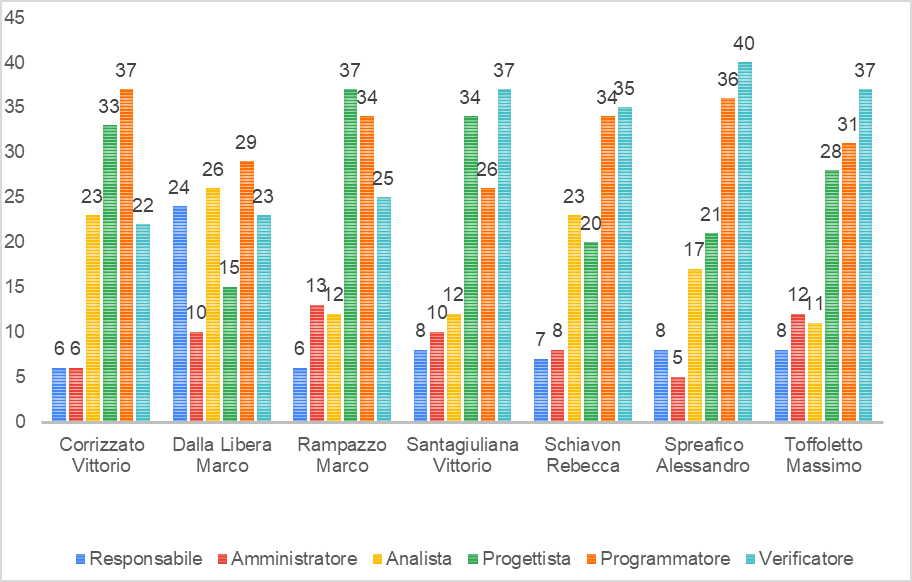 45
40
35
30
25
20
15
10
5
0
6 6 23 33 37 22
24 10 26 15 29 23
6 13 12 37 34 25
8 10 12 34 26 37
7 8 23 20 34 35
8 5 17 21 36 40
8 12 11 28 31 37
Corrizzato
Vittorio
Dalla Libera
Marco
Rampazzo
Marco
Santagiuliana
Vittorio
Schiavon
Rebecca
Spreafico
Alessandro
Toffoletto
Massimo
Responsabile Amministratore Analista Progettista Programmatore Verificatore